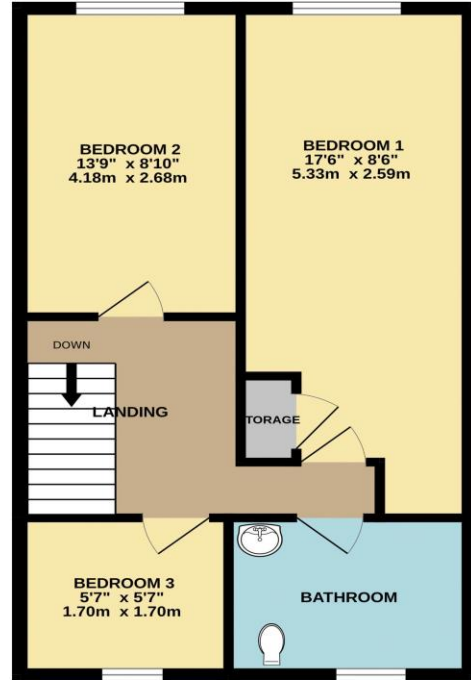 BEDROOM 2
13'9" x 8'10"
4.18m x 2.68m
BEDROOM 1
17'6" x 8'6"
5.33m x 2.59m
DOWN
LANDING
TORAGE
BEDROOM 3
5'7" x 5'7"
1.70m x 1.70m
BATHROOM